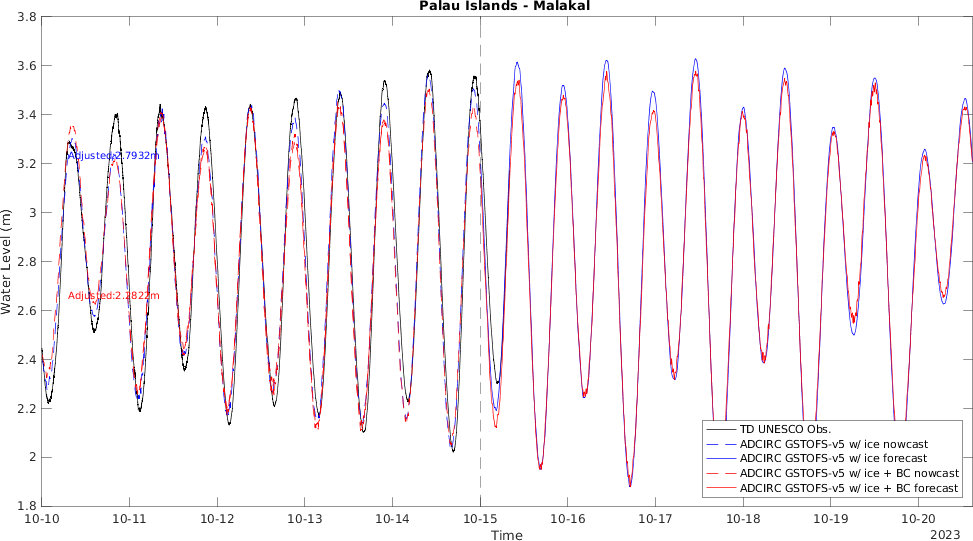 Palau Islands - Malakal
3.8
3.6
3.4
3.2
3
2.8
2.6
2.4
2.2
2
1.8
Water Level (m)
Adjusted:2.7932m
Adjusted:2.2822m
TD UNESCO Obs.
ADCIRC GSTOFS-v5 w/ ice nowcast
ADCIRC GSTOFS-v5 w/ ice forecast
ADCIRC GSTOFS-v5 w/ ice + BC nowcast
ADCIRC GSTOFS-v5 w/ ice + BC forecast
10-10 10-11 10-12 10-13 10-14 10-15 10-16 10-17 10-18 10-19 10-20
Time
2023